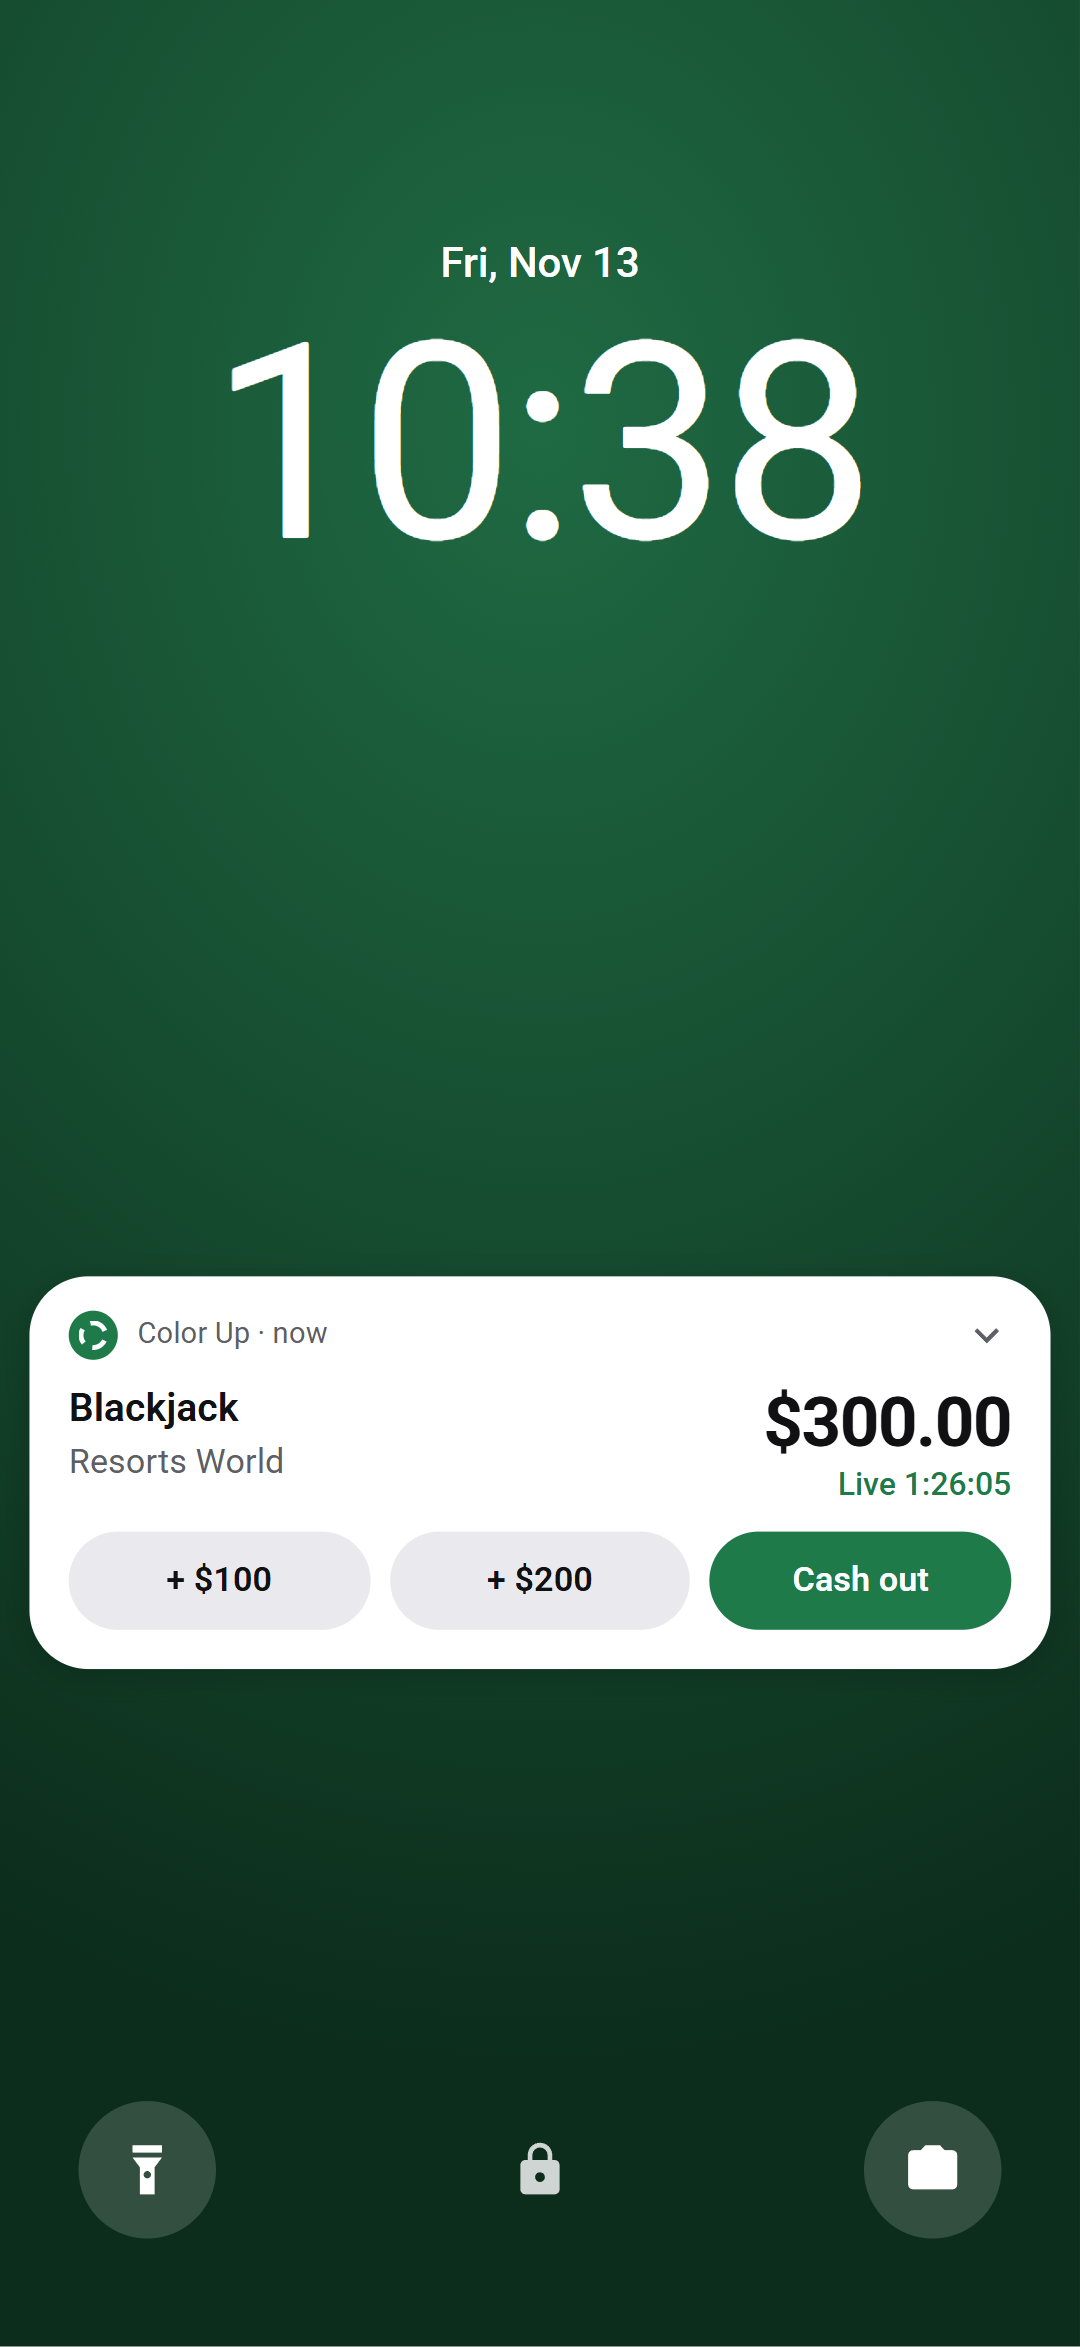 Fri, Nov 13
10:38
Color Up · now
Blackjack
$300.00
Resorts World
Live 1:26:05
+ $100
+ $200
Cash out